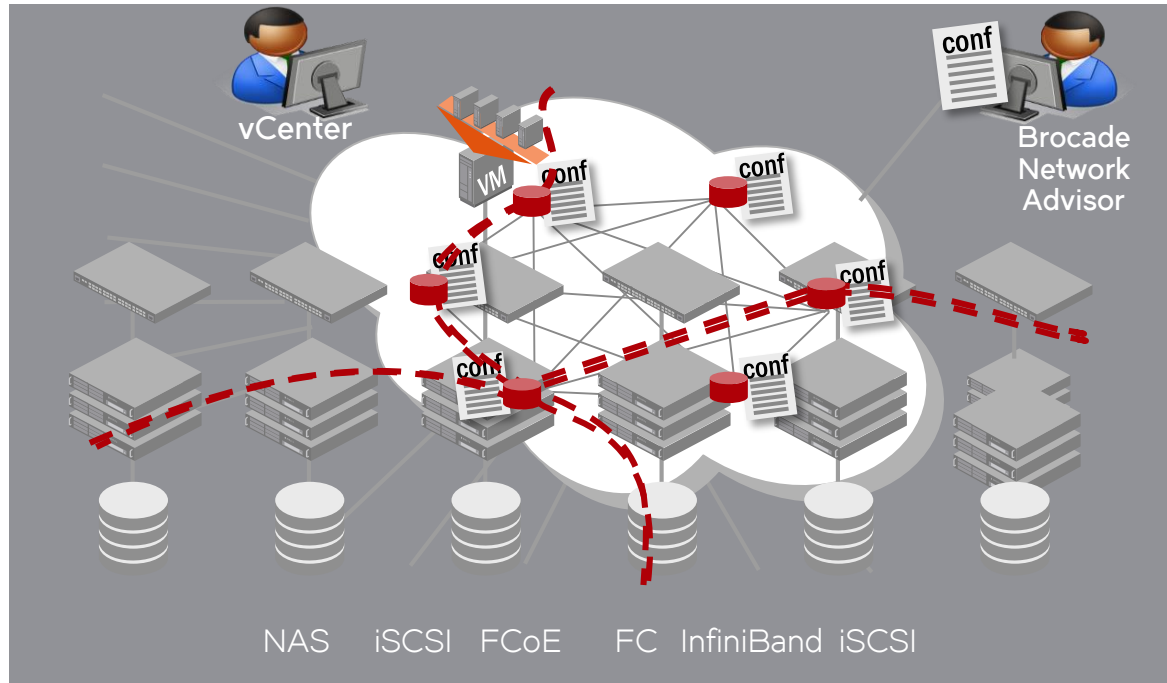 conf
vCenter
Brocade
Network
Advisor
VM
conf
conf
conf
conf
conf
conf
NAS iSCSI FCoE FC InfiniBand iSCSI